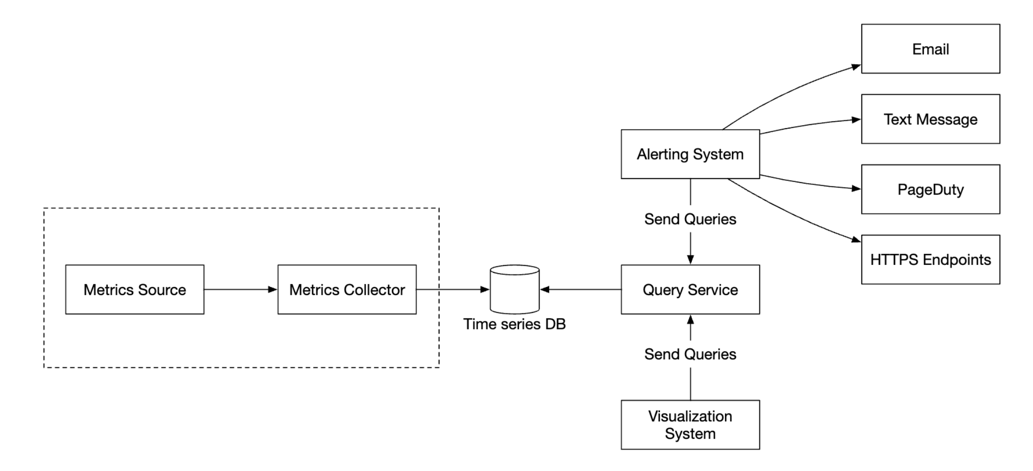 Email
Text Message
Alerting System
PageDuty
Send Queries
HTTPS Endpoints
Metrics Source
Metrics Collector
Query Service
Time series DB
Send Queries
Visualization
System